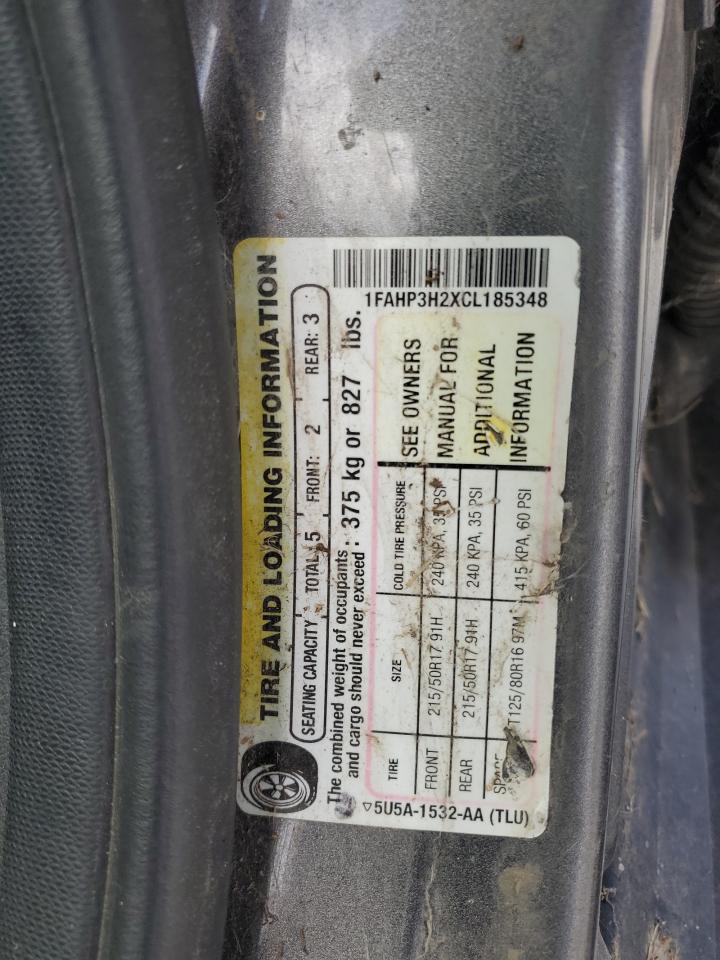 TIRE AND LOADING INFORMATION
SEATING CAPACITY TOTAL 5 FRONT: 2 REAR: 3
The combined weight of occupants
and cargo should never exceed: 375 kg or 827 lbs.
1FAHP3H2XCL185348
TIRE SIZE COLD TIRE PRESSURE
FRONT 215/50R17 91H 240 KPA, 35 PSI
REAR 215/50R17 91H 240 KPA, 35 PSI
SPARE T125/80R16 97M 415 KPA, 60 PSI
SEE OWNERS
MANUAL FOR
ADDITIONAL
INFORMATION
▽5U5A-1532-AA (TLU)